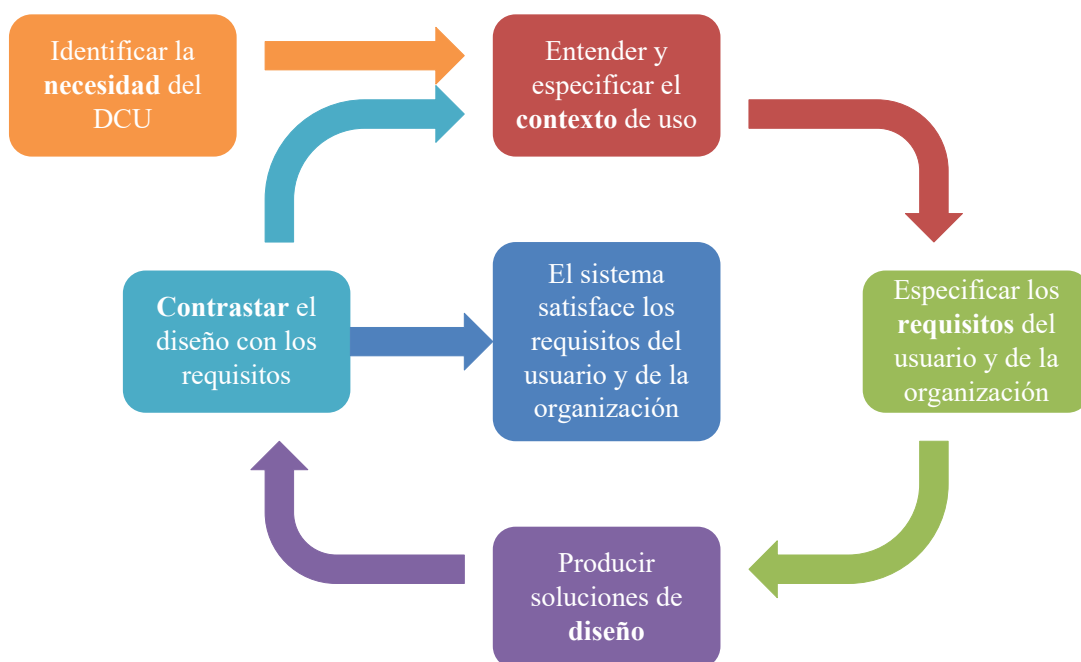 Identificar la
necesidad del
DCU
Entender y
especificar el
contexto de uso
Contrastar el
diseño con los
requisitos
El sistema
satisface los
requisitos del
usuario y de la
organización
Especificar los
requisitos del
usuario y de la
organización
Producir
soluciones de
diseño